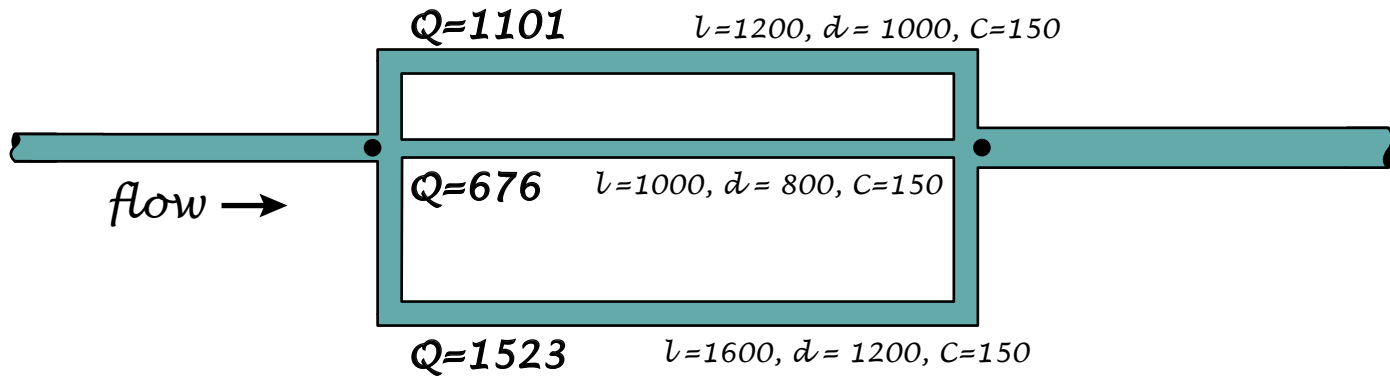 Q=1101
l=1200, d= 1000, C=150
Q=676
l=1000, d= 800, C=150
flow
Q=1523
l=1600, d= 1200, C=150